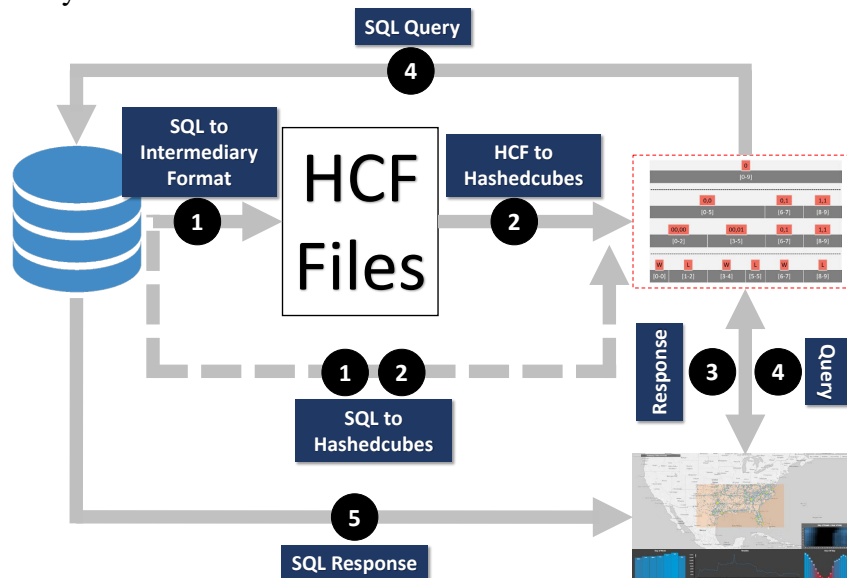 SQL Query
4
SQL to
Intermediary
Format
HCF
Files
HCF to
Hashedcubes
1
2
0
[0-9]
0,0
0,1
1,1
[0-5]
[6-7]
[8-9]
00,00
00,01
0,1
1,1
[0-2]
[3-5]
[6-7]
[8-9]
W
L
W
L
W
L
[0-0]
[1-2]
[3-4]
[5-5]
[6-7]
[8-9]
1
2
SQL to
Hashedcubes
Response
3
4
Query
5
SQL Response